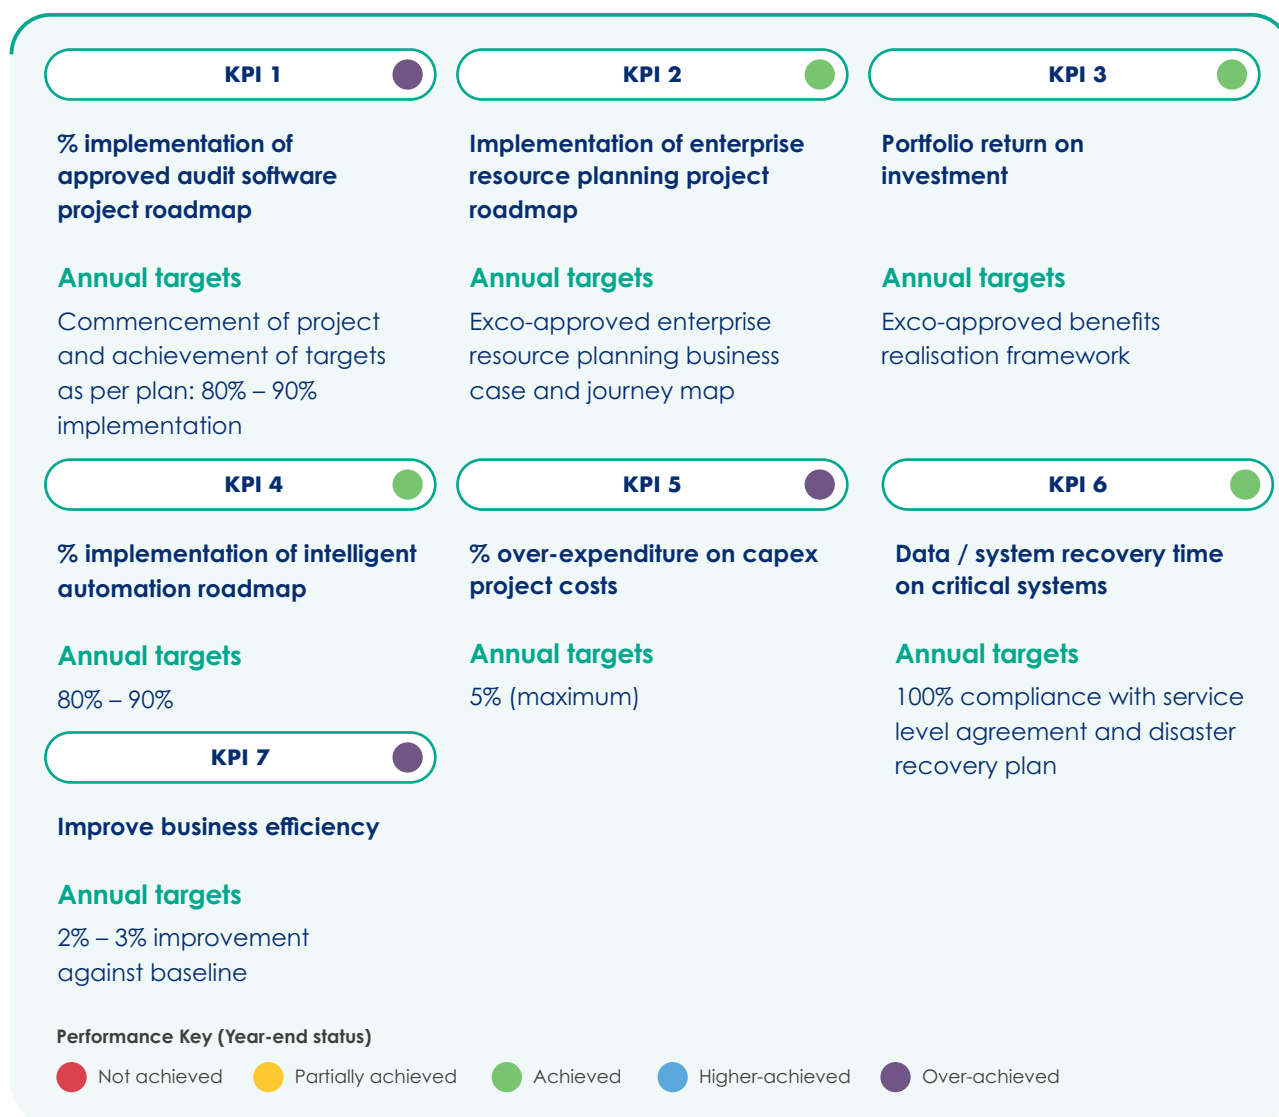 KPI 1
% implementation of
approved audit software
project roadmap
Annual targets
Commencement of project
and achievement of targets
as per plan: 80% – 90%
implementation
KPI 2
Implementation of enterprise
resource planning project
roadmap
Annual targets
Exco-approved enterprise
resource planning business
case and journey map
KPI 3
Portfolio return on
investment
Annual targets
Exco-approved benefits
realisation framework
KPI 4
% implementation of intelligent
automation roadmap
Annual targets
80% – 90%
KPI 5
% over-expenditure on capex
project costs
Annual targets
5% (maximum)
KPI 6
Data / system recovery time
on critical systems
Annual targets
100% compliance with service
level agreement and disaster
recovery plan
KPI 7
Improve business efficiency
Annual targets
2% – 3% improvement
against baseline
Performance Key (Year-end status)
Not achieved
Partially achieved
Achieved
Higher-achieved
Over-achieved